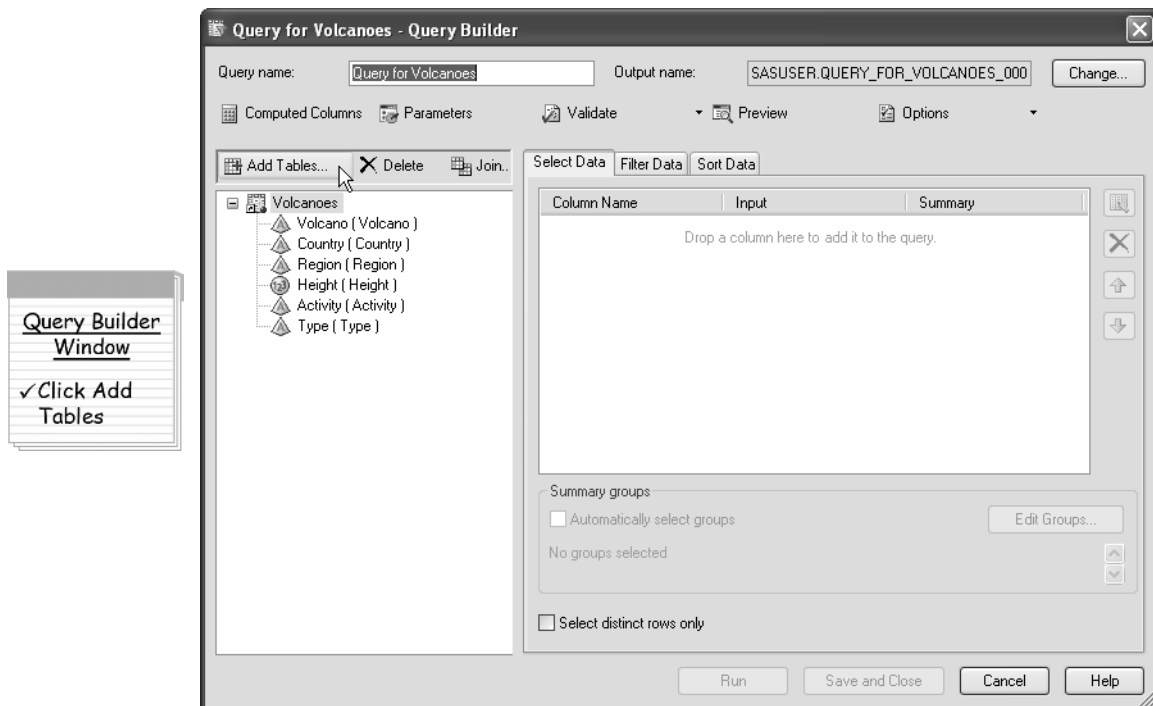 Query Builder
Window
✓Click Add
Tables
Query for Volcanoes - Query Builder
Query name: Query for Volcanoes Output name: SASUSER.QUERY_FOR_VOLCANOES_000 Change...
Computed Columns Parameters Validate Preview Options
Add Tables... Delete Join.. Select Data Filter Data Sort Data
Volcanoes
Volcano ( Volcano )
Country ( Country )
Region ( Region )
Height ( Height )
Activity ( Activity )
Type ( Type )
Column Name Input Summary
Drop a column here to add it to the query.
Summary groups
Automatically select groups Edit Groups...
No groups selected
Select distinct rows only
Run Save and Close Cancel Help